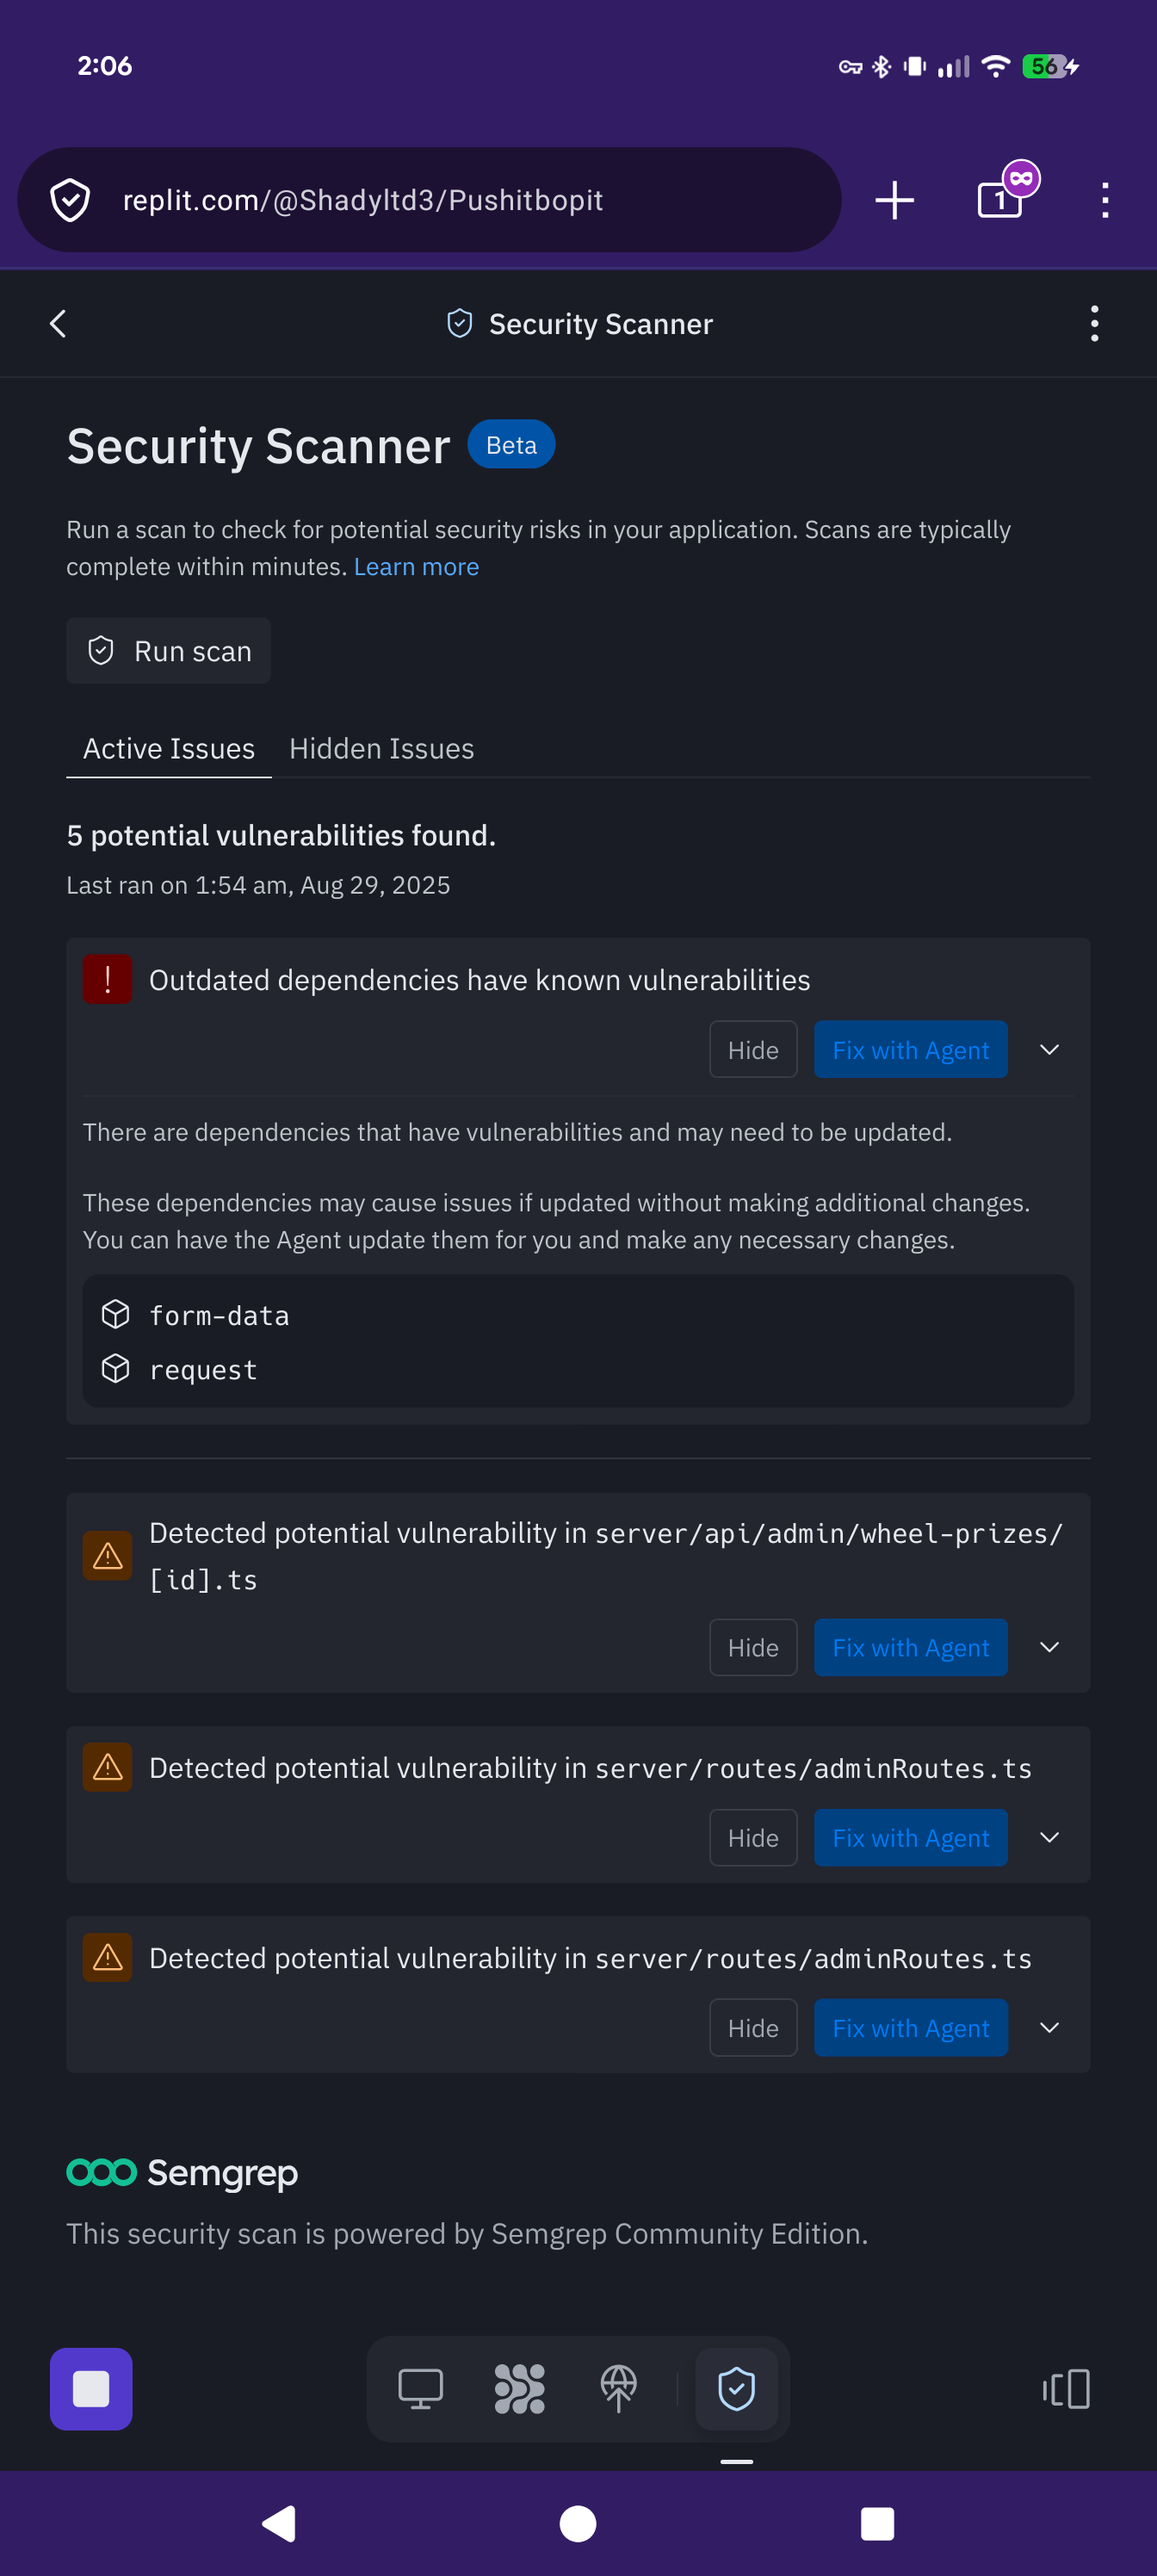 2:06
56
replit.com/@Shadyltd3/Pushitbopit
1
Security Scanner
Security Scanner Beta
Run a scan to check for potential security risks in your application. Scans are typically
complete within minutes. Learn more
Run scan
Active Issues Hidden Issues
5 potential vulnerabilities found.
Last ran on 1:54 am, Aug 29, 2025
Outdated dependencies have known vulnerabilities
Hide Fix with Agent
There are dependencies that have vulnerabilities and may need to be updated.
These dependencies may cause issues if updated without making additional changes.
You can have the Agent update them for you and make any necessary changes.
form-data
request
Detected potential vulnerability in server/api/admin/wheel-prizes/
[id].ts
Hide Fix with Agent
Detected potential vulnerability in server/routes/adminRoutes.ts
Hide Fix with Agent
Detected potential vulnerability in server/routes/adminRoutes.ts
Hide Fix with Agent
Semgrep
This security scan is powered by Semgrep Community Edition.